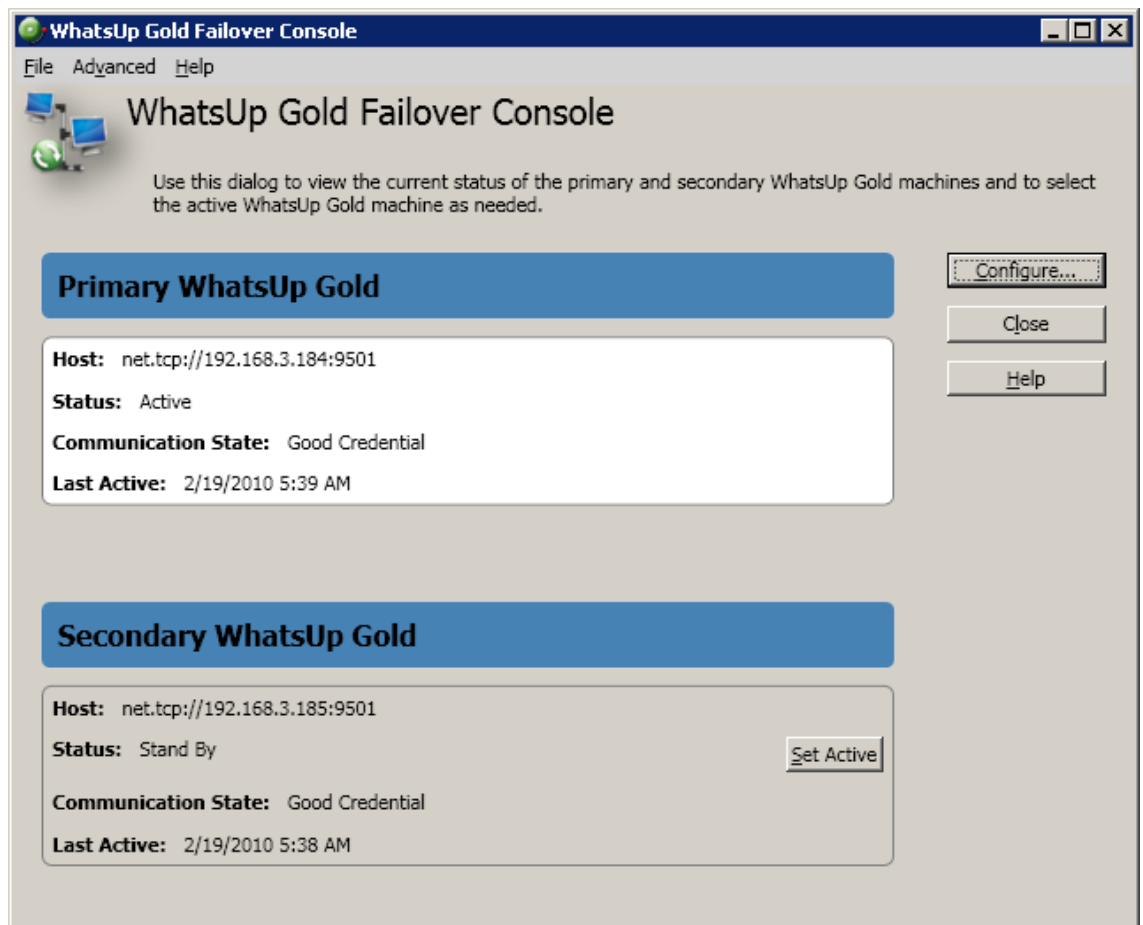 WhatsUp Gold Failover Console
File Advanced Help
WhatsUp Gold Failover Console
Use this dialog to view the current status of the primary and secondary WhatsUp Gold machines and to select
the active WhatsUp Gold machine as needed.
Primary WhatsUp Gold
Configure...
Close
Help
Host: net.tcp://192.168.3.184:9501
Status: Active
Communication State: Good Credential
Last Active: 2/19/2010 5:39 AM
Secondary WhatsUp Gold
Host: net.tcp://192.168.3.185:9501
Status: Stand By
Set Active
Communication State: Good Credential
Last Active: 2/19/2010 5:38 AM